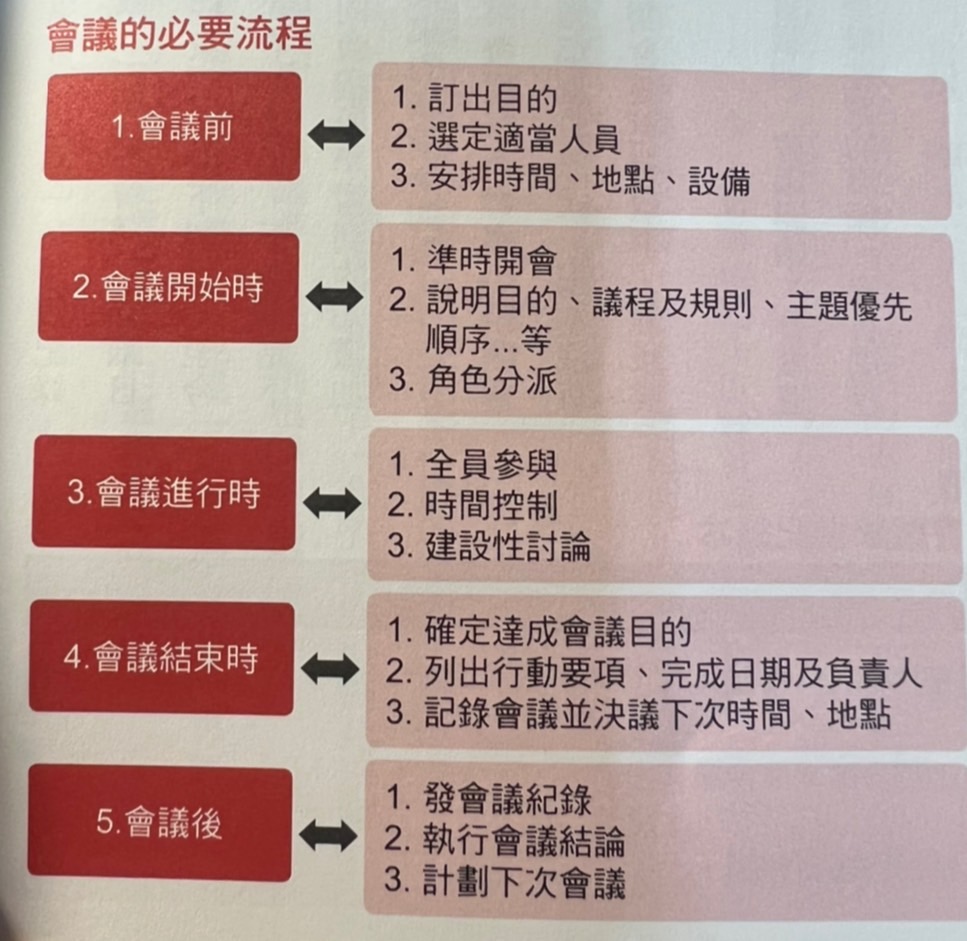 會議的必要流程
1.會議前
1. 訂出目的
2. 選定適當人員
3. 安排時間、地點、設備
2.會議開始時
1. 準時開會
2. 說明目的、議程及規則、主題優先
順序...等
3. 角色分派
3.會議進行時
1. 全員參與
2. 時間控制
3. 建設性討論
4.會議結束時
1. 確定達成會議目的
2. 列出行動要項、完成日期及負責人
3. 記錄會議並決議下次時間、地點
5.會議後
1. 發會議紀錄
2. 執行會議結論
3. 計劃下次會議